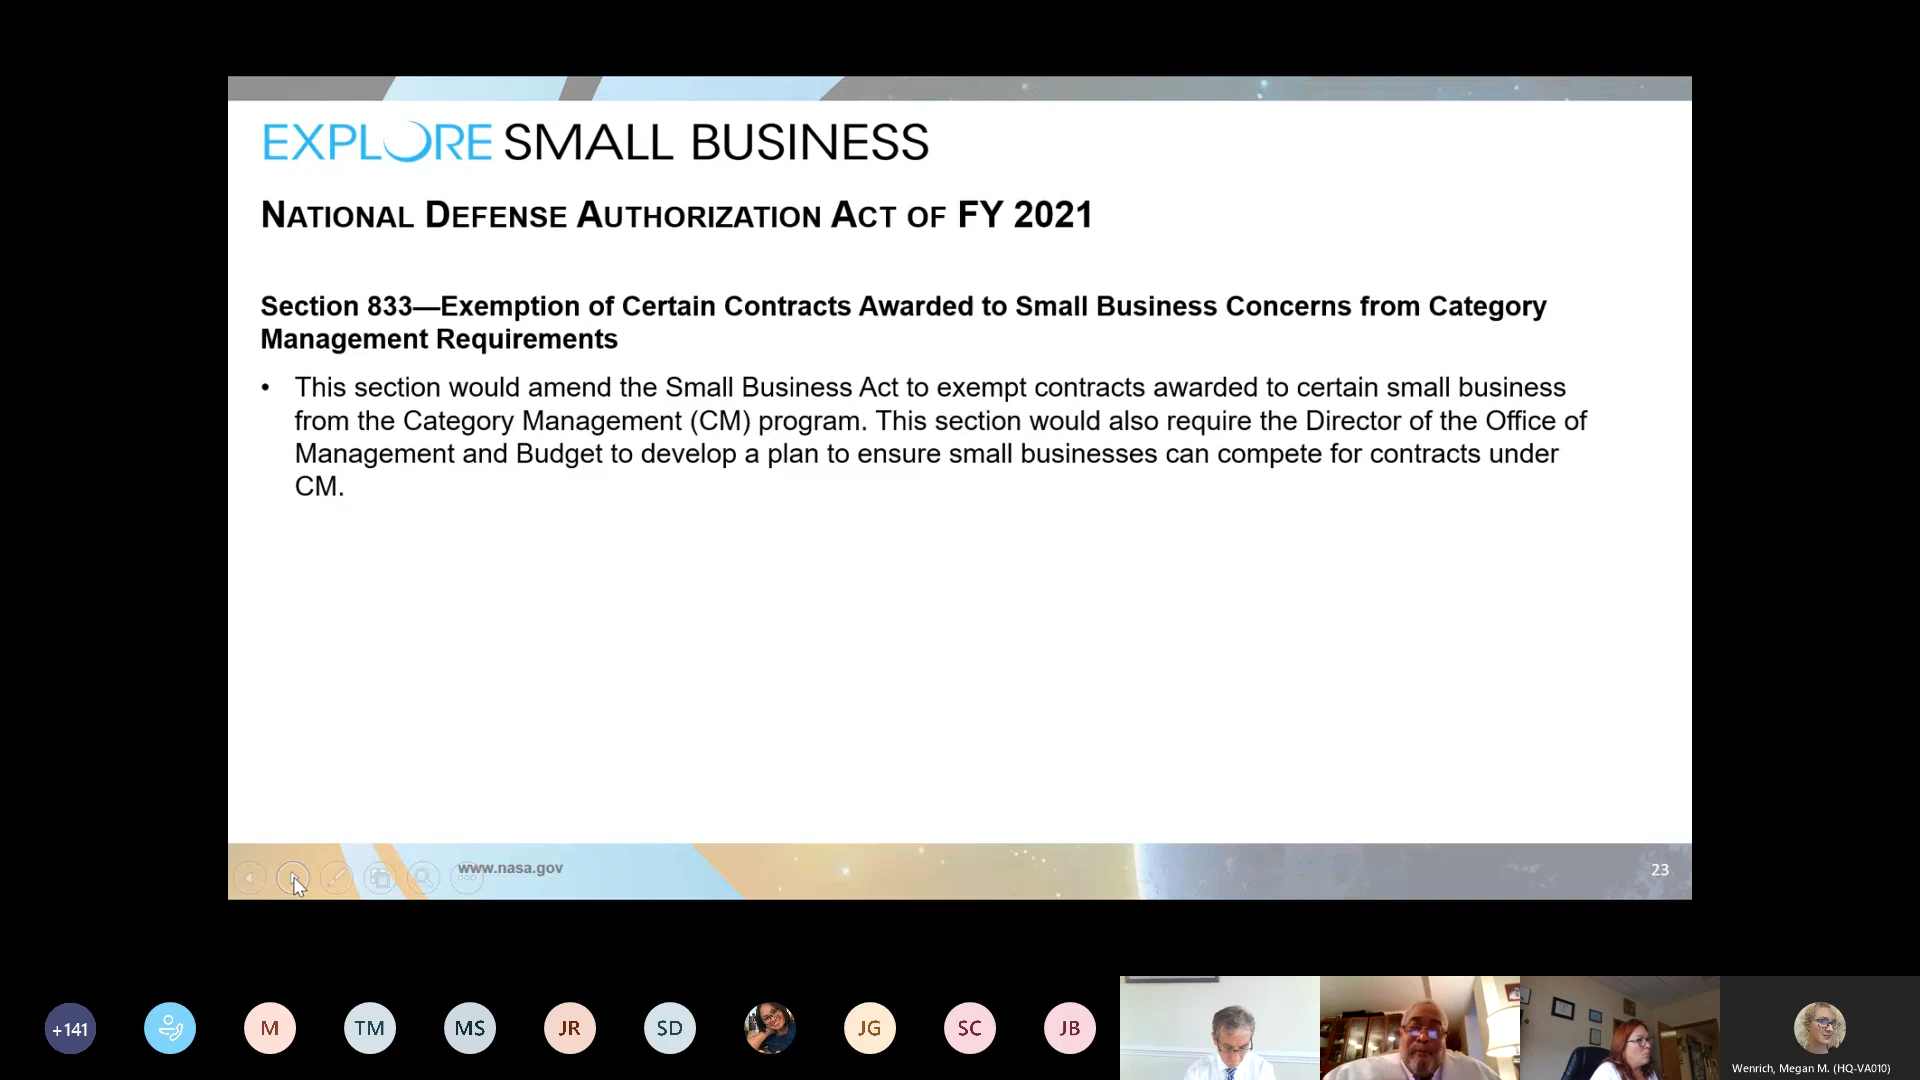 EXPLORE SMALL BUSINESS
NATIONAL DEFENSE AUTHORIZATION ACT OF FY 2021
Section 833—Exemption of Certain Contracts Awarded to Small Business Concerns from Category
Management Requirements
• This section would amend the Small Business Act to exempt contracts awarded to certain small business
from the Category Management (CM) program. This section would also require the Director of the Office of
Management and Budget to develop a plan to ensure small businesses can compete for contracts under
CM.
www.nasa.gov
23
+141
M
TM
MS
JR
SD
JG
SC
JB
Wenrich, Megan M. (HQ-VA010)